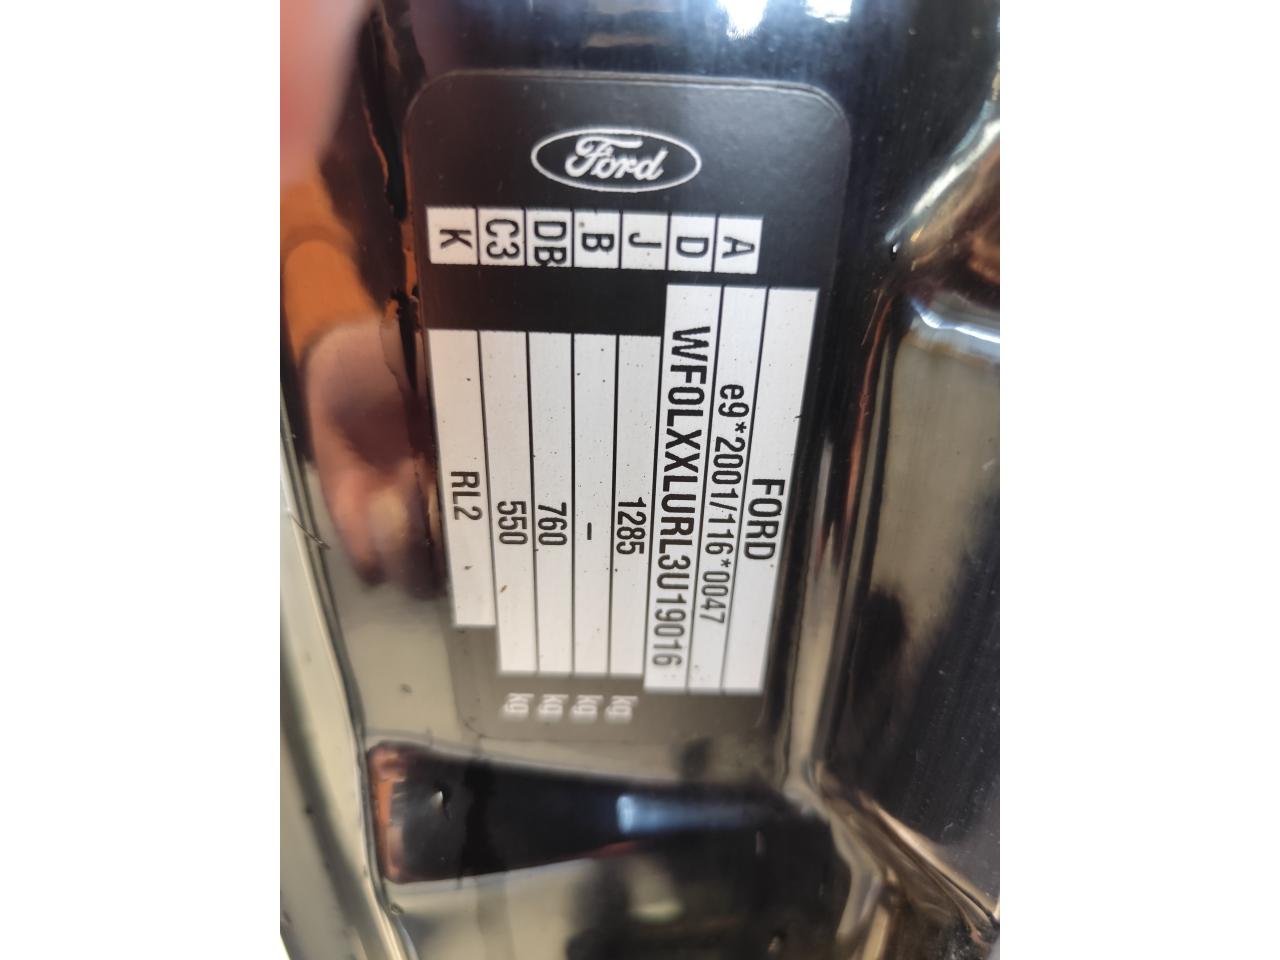 Ford
FORD
A e9*2001/116*0047
D WF0LXXLURL3U19016
J 1285 kg
B - kg
DB 760 kg
C3 550 kg
K RL2